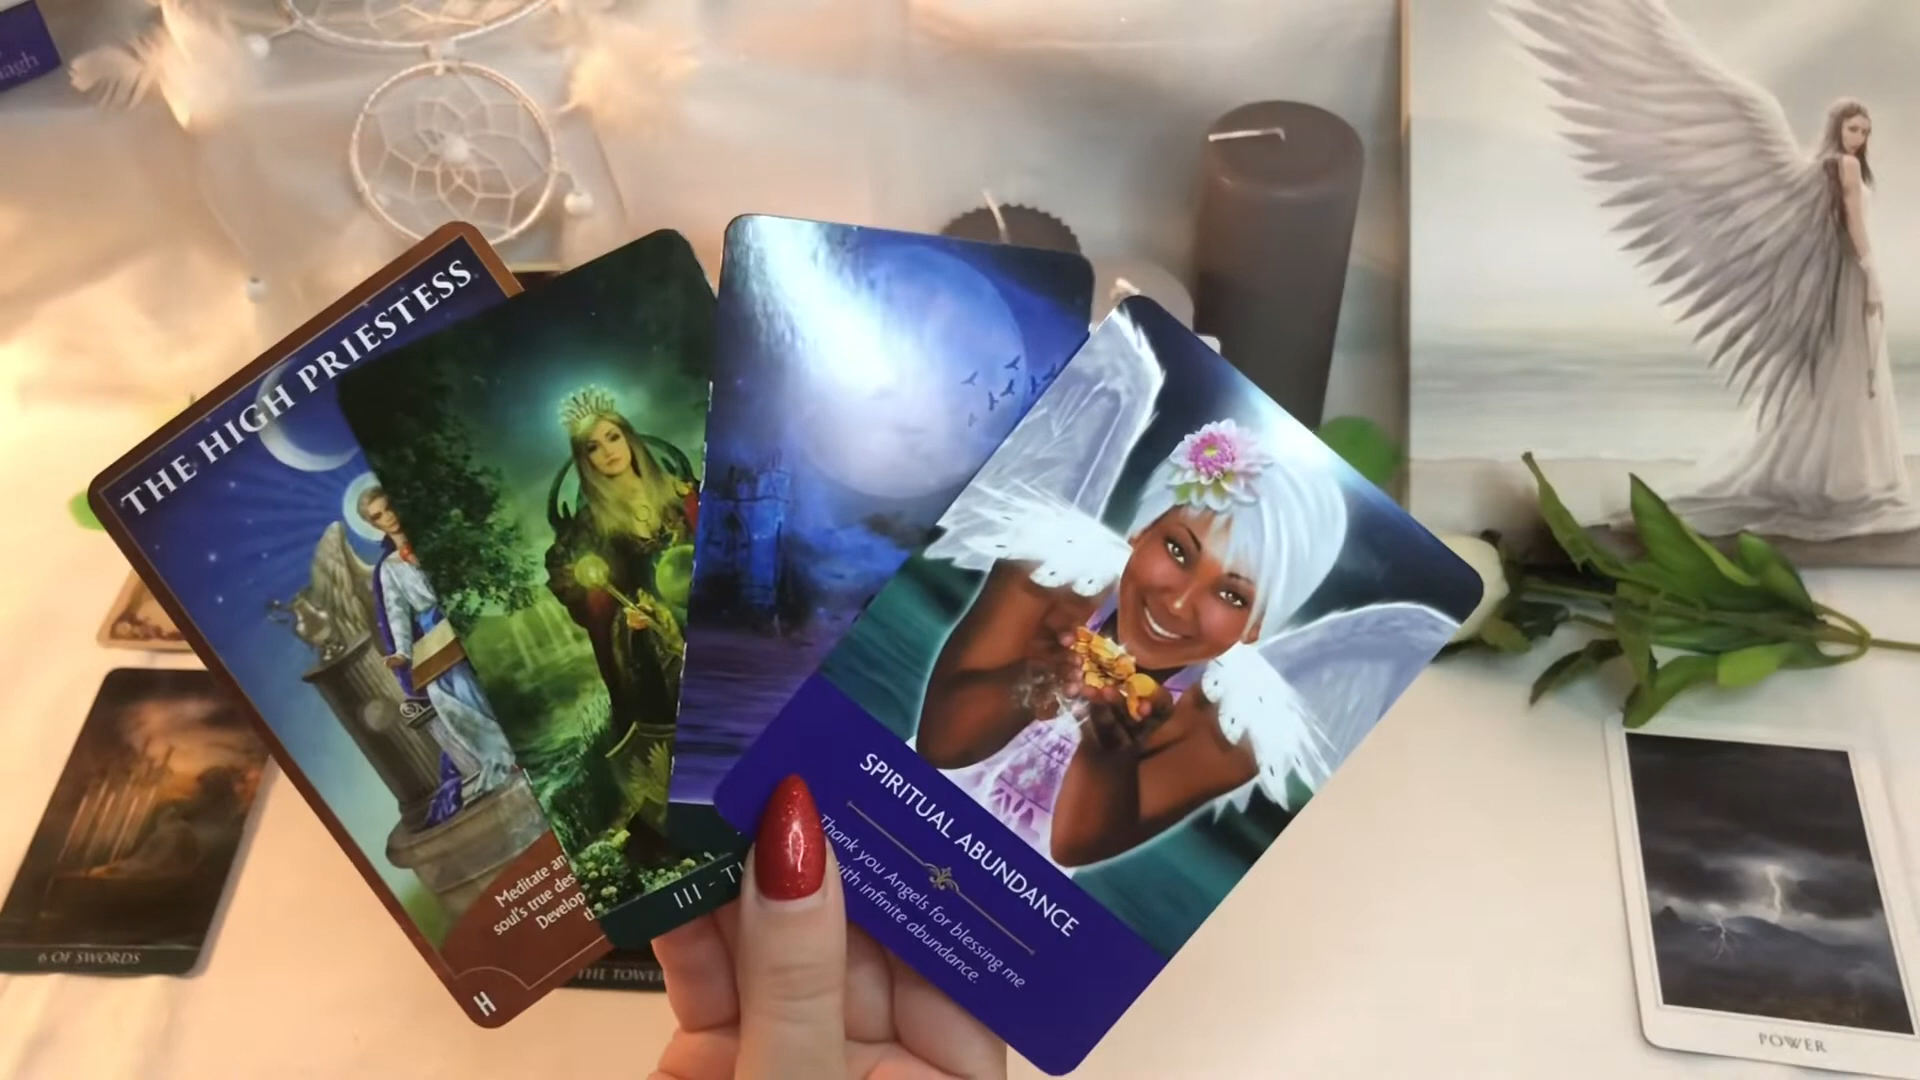 THE HIGH PRIESTESS
Meditate an
soul's true des
Develop
th
H
III - T
SPIRITUAL ABUNDANCE
Thank you Angels for blessing me
with infinite abundance.
6 OF SWORDS
THE TOWER
POWER